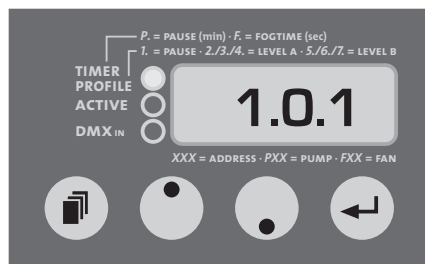 P. = PAUSE (min) · F. = FOGTIME (sec)
1. = PAUSE · 2./3./4. = LEVEL A · 5./6./7. = LEVEL B
TIMER
PROFILE
ACTIVE
DMX IN
1.0.1
XXX = ADDRESS · PXX = PUMP · FXX = FAN